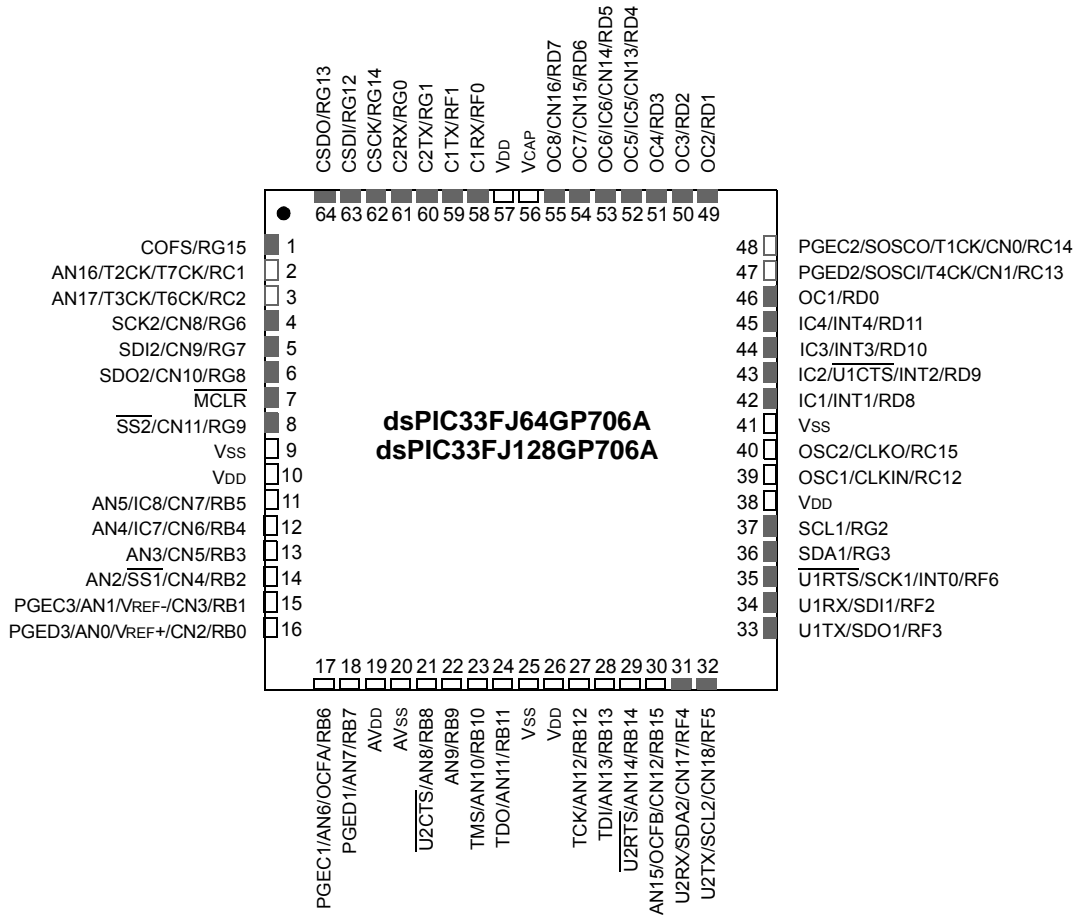 CSDO/RG13
CSDI/RG12
CSCK/RG14
C2RX/RG0
C2TX/RG1
C1TX/RF1
C1RX/RF0
VDD
VCAP
OC8/CN16/RD7
OC7/CN15/RD6
OC6/IC6/CN14/RD5
OC5/IC5/CN13/RD4
OC4/RD3
OC3/RD2
OC2/RD1
64 63 62 61 60 59 58 57 56 55 54 53 52 51 50 49
COFS/RG15 1
AN16/T2CK/T7CK/RC1 2
AN17/T3CK/T6CK/RC2 3
SCK2/CN8/RG6 4
SDI2/CN9/RG7 5
SDO2/CN10/RG8 6
MCLR 7
SS2/CN11/RG9 8
VSS 9
VDD 10
AN5/IC8/CN7/RB5 11
AN4/IC7/CN6/RB4 12
AN3/CN5/RB3 13
AN2/SS1/CN4/RB2 14
PGEC3/AN1/VREF-/CN3/RB1 15
PGED3/AN0/VREF+/CN2/RB0 16
dsPIC33FJ64GP706A
dsPIC33FJ128GP706A
48 PGEC2/SOSCO/T1CK/CN0/RC14
47 PGED2/SOSCI/T4CK/CN1/RC13
46 OC1/RD0
45 IC4/INT4/RD11
44 IC3/INT3/RD10
43 IC2/U1CTS/INT2/RD9
42 IC1/INT1/RD8
41 VSS
40 OSC2/CLKO/RC15
39 OSC1/CLKIN/RC12
38 VDD
37 SCL1/RG2
36 SDA1/RG3
35 U1RTS/SCK1/INT0/RF6
34 U1RX/SDI1/RF2
33 U1TX/SDO1/RF3
17 18 19 20 21 22 23 24 25 26 27 28 29 30 31 32
PGEC1/AN6/OCFA/RB6
PGED1/AN7/RB7
AVDD
AVSS
U2CTS/AN8/RB8
AN9/RB9
TMS/AN10/RB10
TDO/AN11/RB11
VSS
VDD
TCK/AN12/RB12
TDI/AN13/RB13
U2RTS/AN14/RB14
AN15/OCFB/CN12/RB15
U2RX/SDA2/CN17/RF4
U2TX/SCL2/CN18/RF5